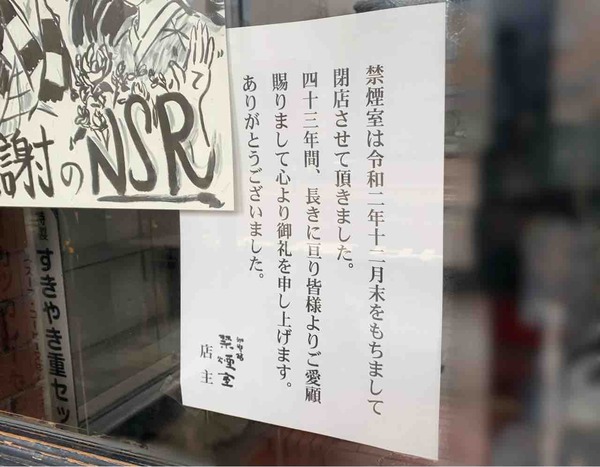 禁煙室は令和二年十二月末をもちまして
閉店させて頂きました。
四十三年間、長きに亘り皆様よりご愛顧
賜りまして心より御礼を申し上げます。
ありがとうございました。
禁煙室
店主
謝のNSR
すきやき重セッ